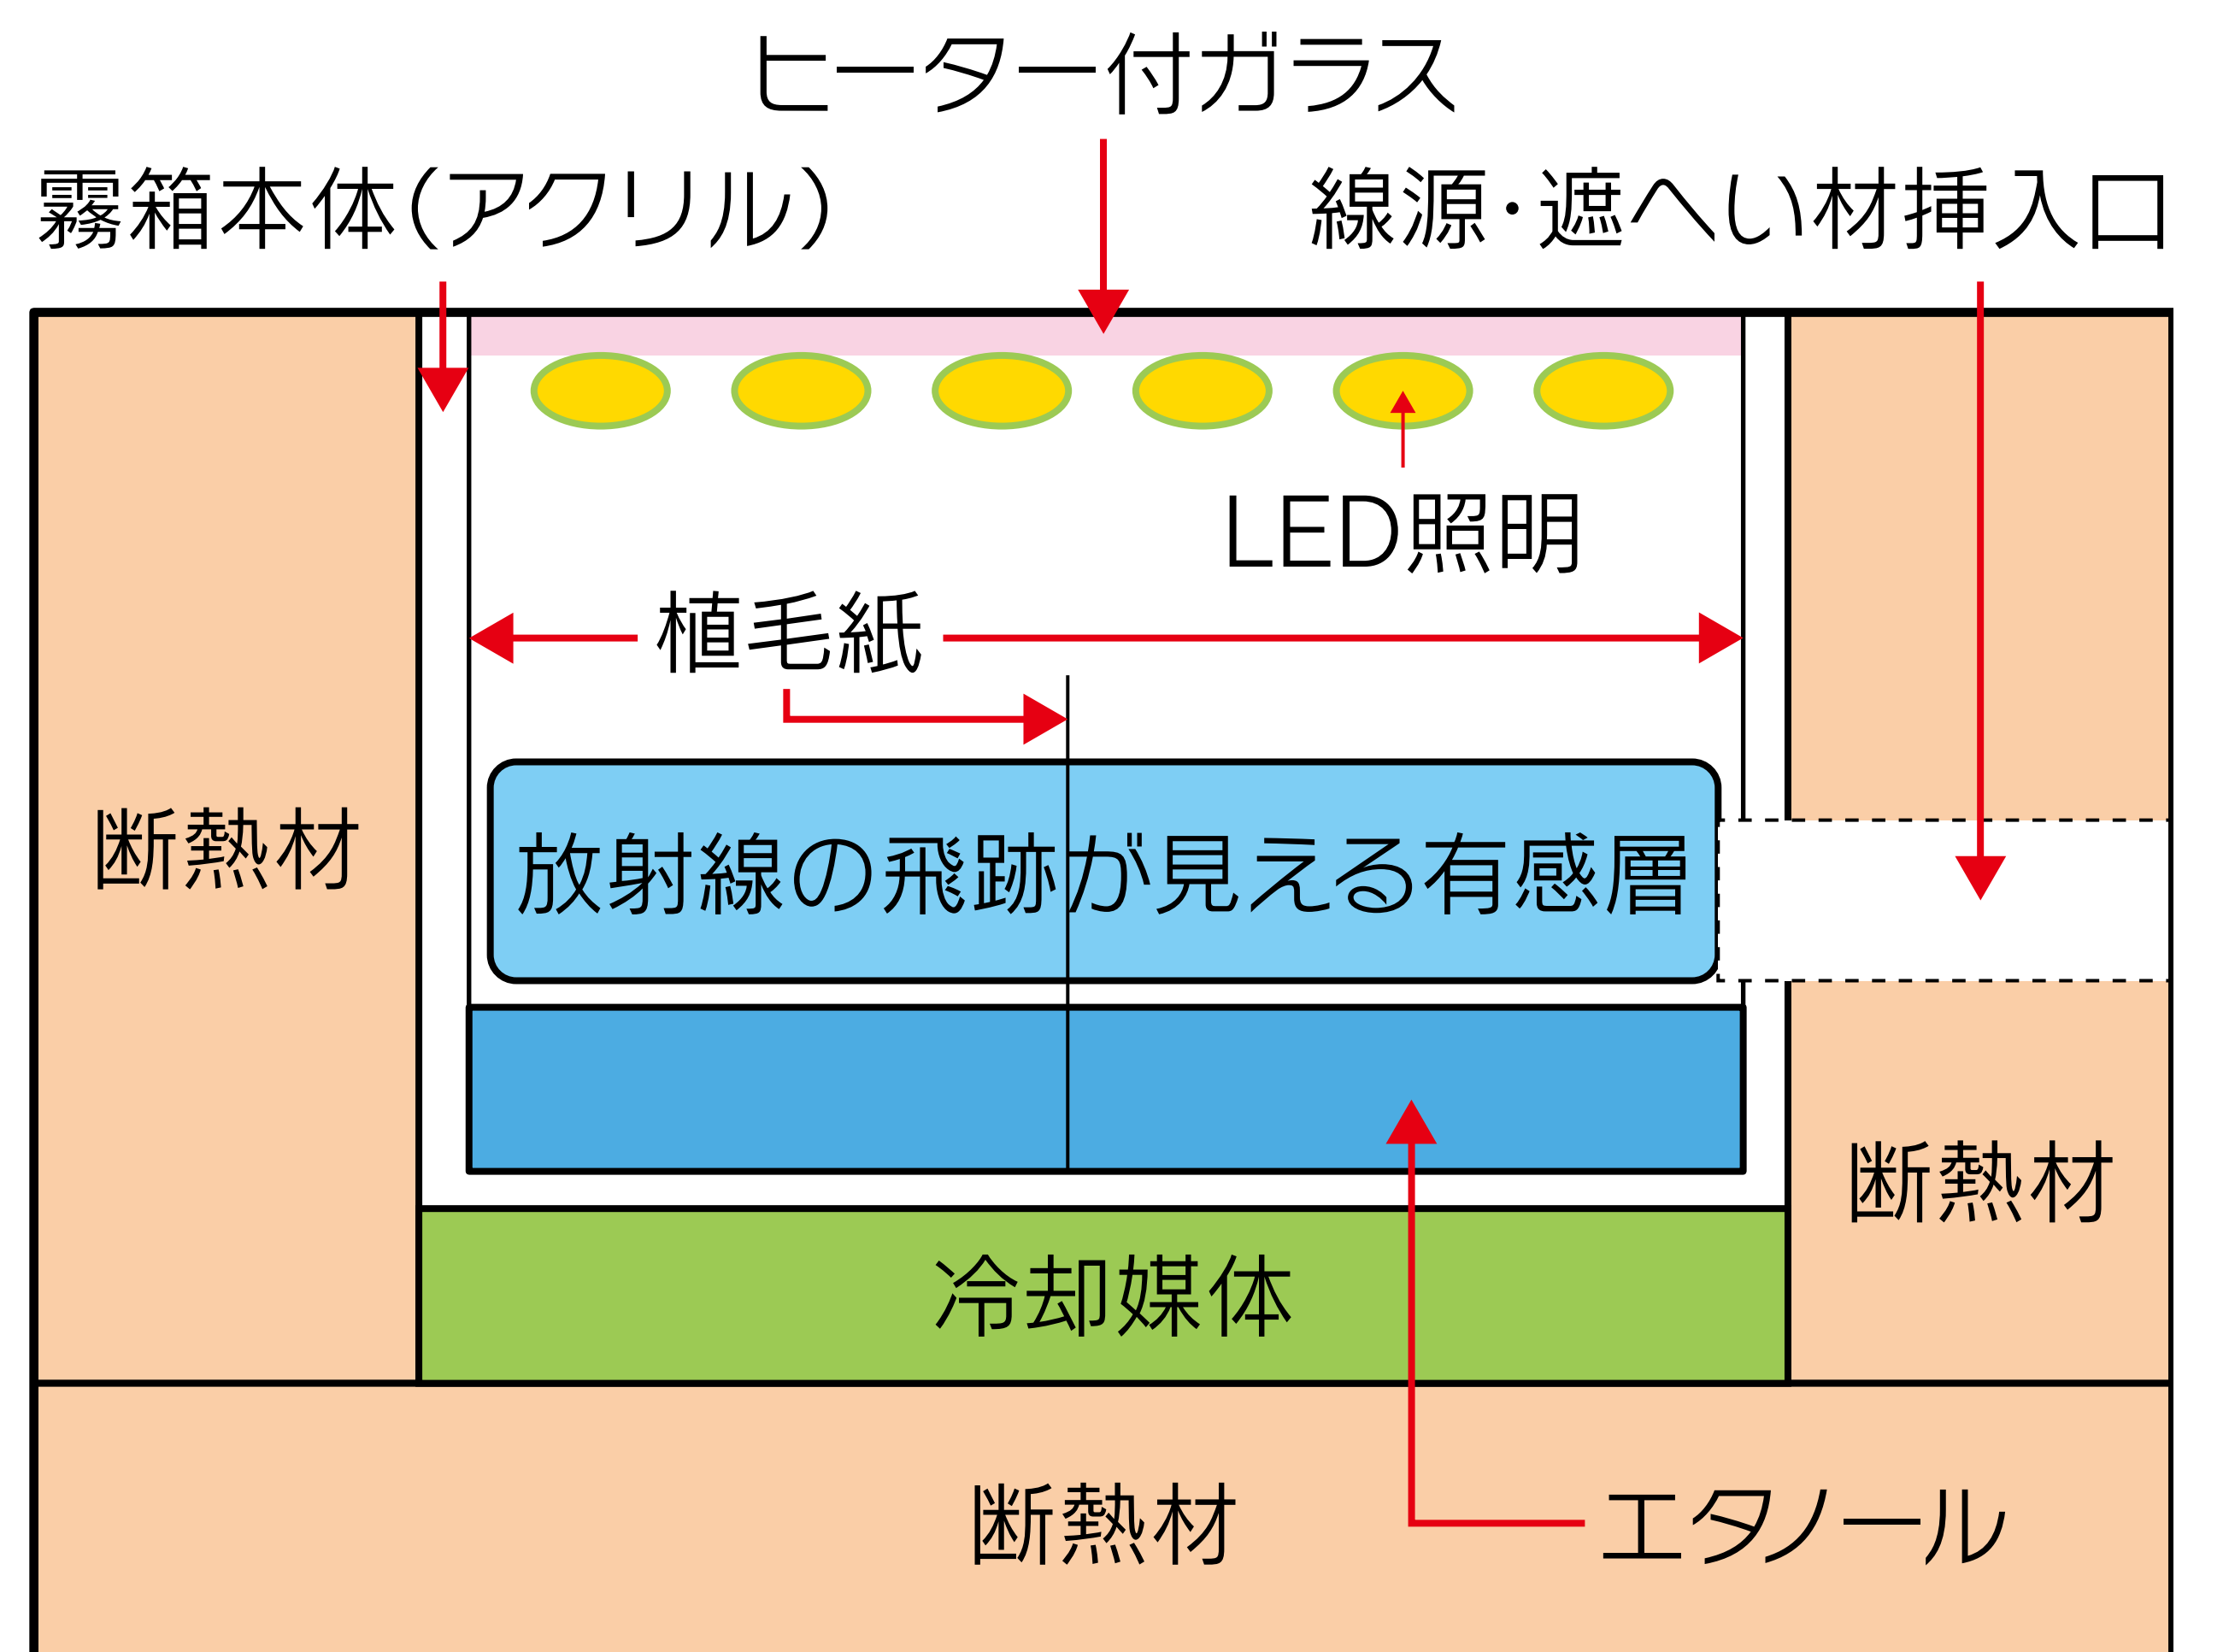 ヒーター付ガラス
霧箱本体(アクリル)
線源・遮へい材挿入口
LED照明
植毛紙
断熱材
放射線の飛跡が見える有感層
断熱材
冷却媒体
断熱材
エタノール